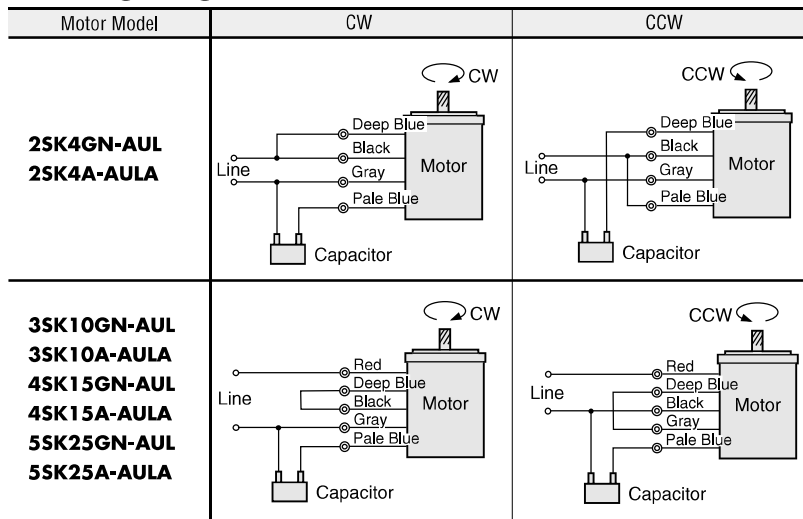 Motor Model CW CCW
2SK4GN-AUL
2SK4A-AULA
CW
Deep Blue
Black
Line
Gray
Motor
Pale Blue
Capacitor
CCW
Deep Blue
Black
Line
Gray
Motor
Pale Blue
Capacitor
3SK10GN-AUL
3SK10A-AULA
4SK15GN-AUL
4SK15A-AULA
5SK25GN-AUL
5SK25A-AULA
CW
Red
Deep Blue
Line
Black
Motor
Gray
Pale Blue
Capacitor
CCW
Red
Deep Blue
Line
Black
Motor
Gray
Pale Blue
Capacitor